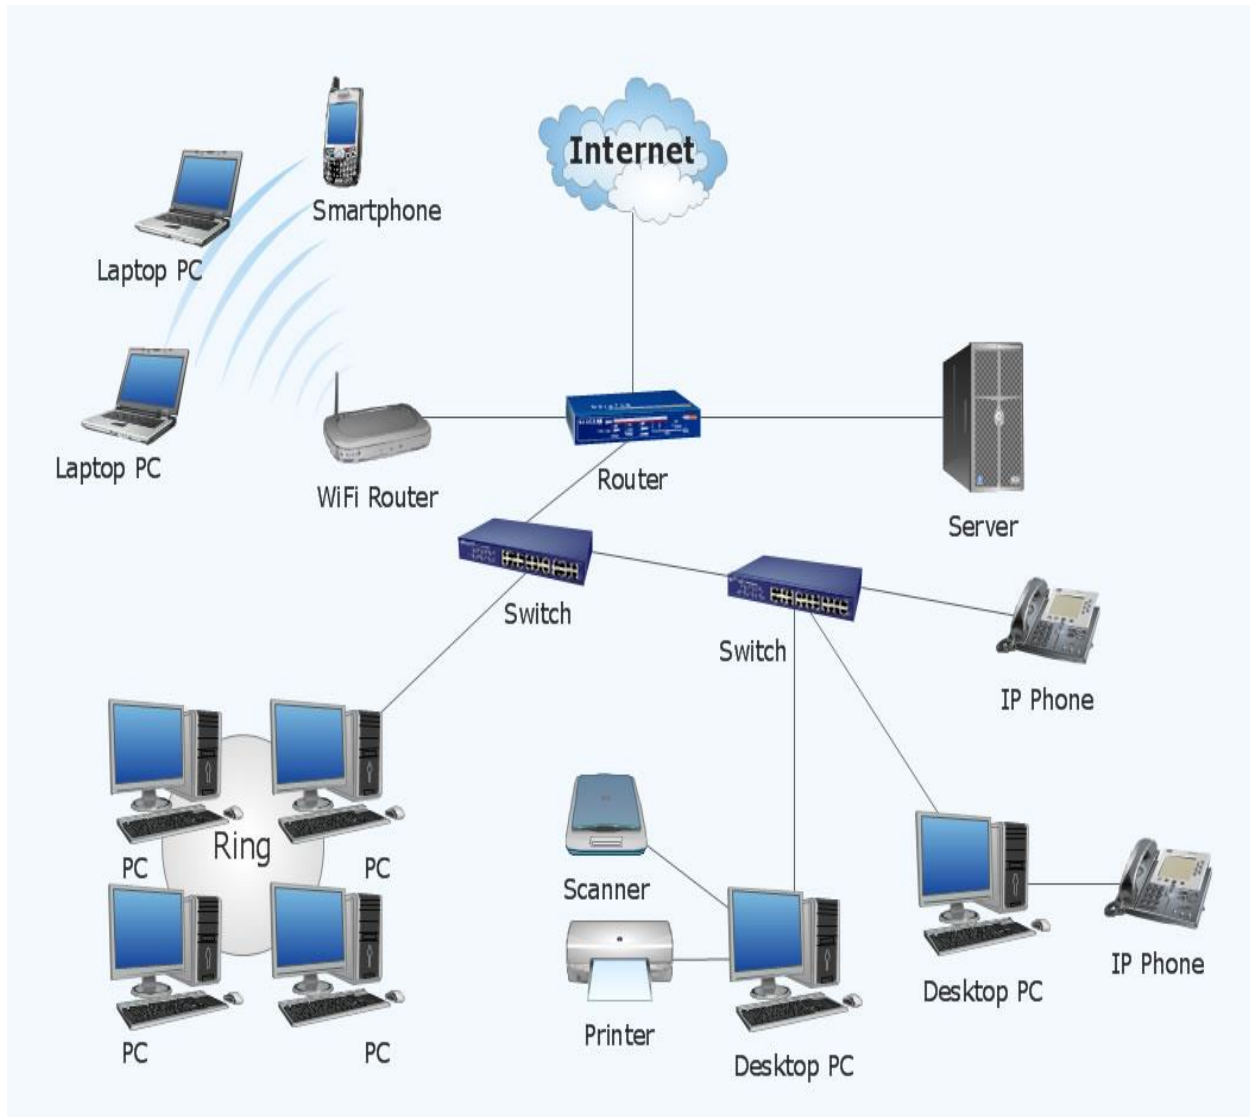 Internet
Smartphone
Laptop PC
Laptop PC
WiFi Router
Router
Server
Switch
Switch
IP Phone
Ring
PC
PC
PC
PC
Scanner
Printer
Desktop PC
Desktop PC
IP Phone